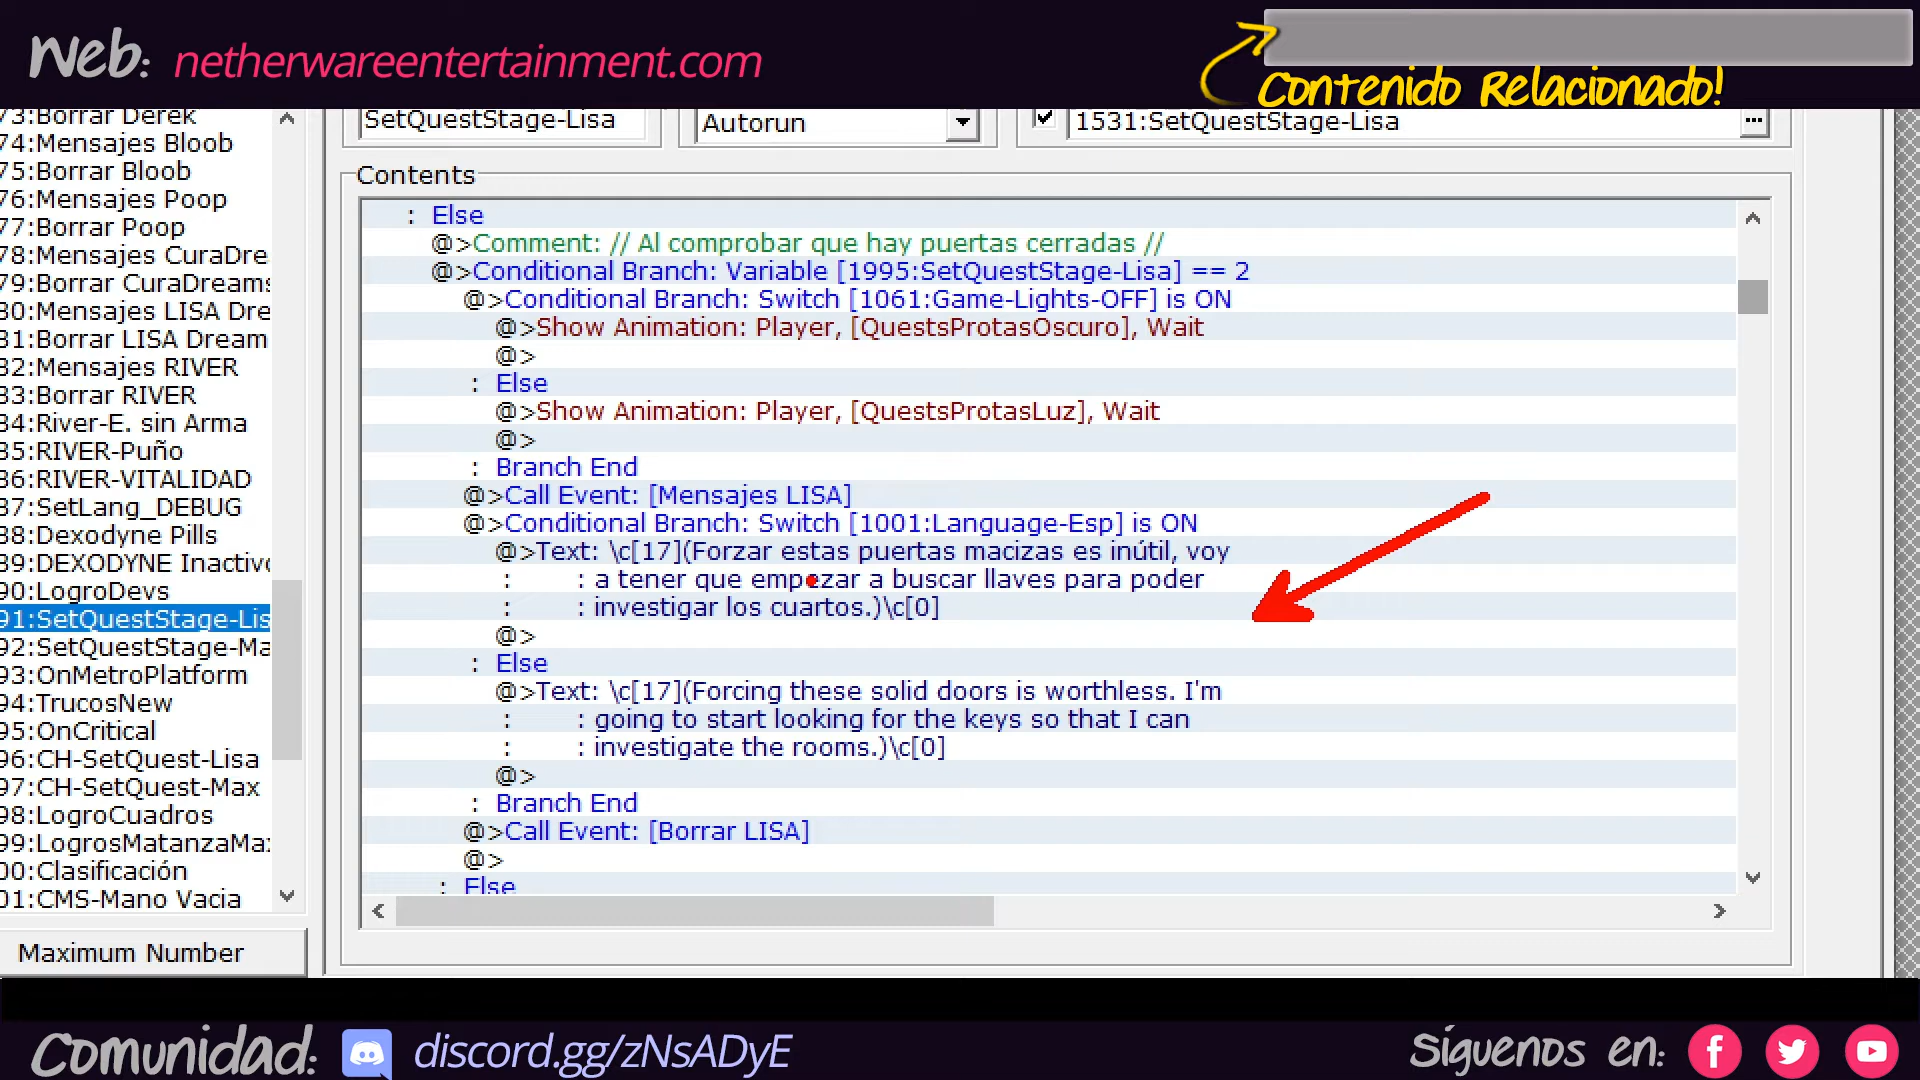 Web: netherwareentertainment.com
Contenido Relacionado!
73:Borrar Derek
74:Mensajes Bloob
75:Borrar Bloob
76:Mensajes Poop
77:Borrar Poop
78:Mensajes CuraDre
79:Borrar CuraDreams
80:Mensajes LISA Dre
81:Borrar LISA Dream
82:Mensajes RIVER
83:Borrar RIVER
84:River-E. sin Arma
85:RIVER-Puño
86:RIVER-VITALIDAD
87:SetLang_DEBUG
88:Dexodyne Pills
89:DEXODYNE Inactivo
90:LogroDevs
91:SetQuestStage-Lis
92:SetQuestStage-Ma
93:OnMetroPlatform
94:TrucosNew
95:OnCritical
96:CH-SetQuest-Lisa
97:CH-SetQuest-Max
98:LogroCuadros
99:LogrosMatanzaMa
00:Clasificación
01:CMS-Mano Vacia
Maximum Number
SetQuestStage-Lisa
Autorun
1531:SetQuestStage-Lisa
...
Contents
: Else
@>Comment: // Al comprobar que hay puertas cerradas //
@>Conditional Branch: Variable [1995:SetQuestStage-Lisa] == 2
@>Conditional Branch: Switch [1061:Game-Lights-OFF] is ON
@>Show Animation: Player, [QuestsProtasOscuro], Wait
@>
: Else
@>Show Animation: Player, [QuestsProtasLuz], Wait
@>
: Branch End
@>Call Event: [Mensajes LISA]
@>Conditional Branch: Switch [1001:Language-Esp] is ON
@>Text: \c[17](Forzar estas puertas macizas es inútil, voy
: : a tener que empezar a buscar llaves para poder
: : investigar los cuartos.)\c[0]
@>
: Else
@>Text: \c[17](Forcing these solid doors is worthless. I'm
: : going to start looking for the keys so that I can
: : investigate the rooms.)\c[0]
@>
: Branch End
@>Call Event: [Borrar LISA]
@>
: Else
Comunidad: discord.gg/zNsADyE
Síguenos en: